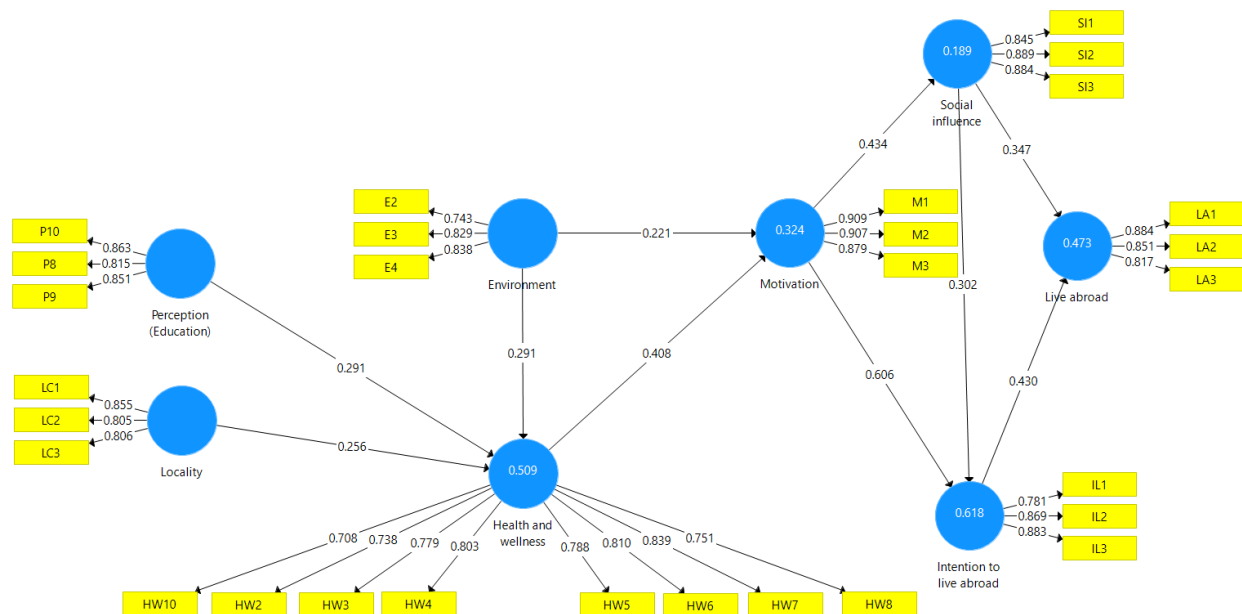 SI1
0.845
0.189
0.889
SI2
0.884
SI3
Social
influence
0.434
0.347
E2
0.743
E3
0.829
0.838
E4
Environment
0.221
0.324
Motivation
0.909
M1
0.907
M2
0.879
M3
0.473
Live abroad
0.884
LA1
0.851
LA2
0.817
LA3
P10
0.863
P8
0.815
P9
0.851
Perception
(Education)
0.302
0.291
0.408
0.291
0.606
0.430
LC1
0.855
LC2
0.805
LC3
0.806
Locality
0.256
0.509
Health and
wellness
0.618
Intention to
live abroad
0.781
IL1
0.869
IL2
0.883
IL3
0.708
0.738
0.779
0.803
0.788
0.810
0.839
0.751
HW10
HW2
HW3
HW4
HW5
HW6
HW7
HW8